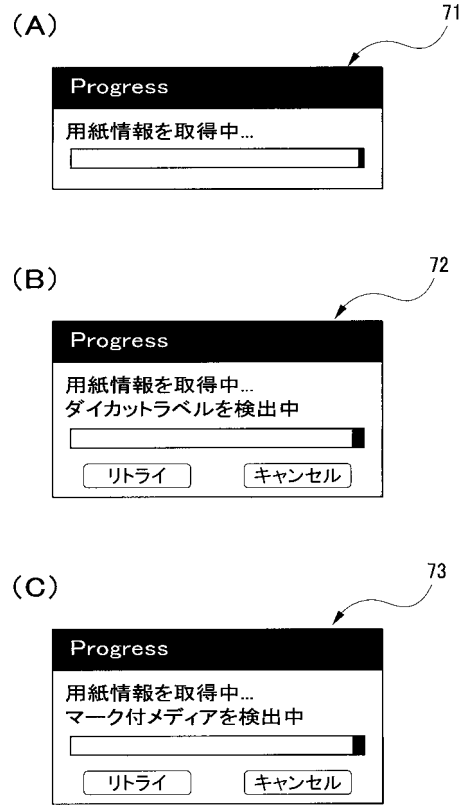 (A)
71
Progress
用紙情報を取得中...
(B)
72
Progress
用紙情報を取得中...
ダイカットラベルを検出中
リトライ キャンセル
(C)
73
Progress
用紙情報を取得中...
マーク付メディアを検出中
リトライ キャンセル